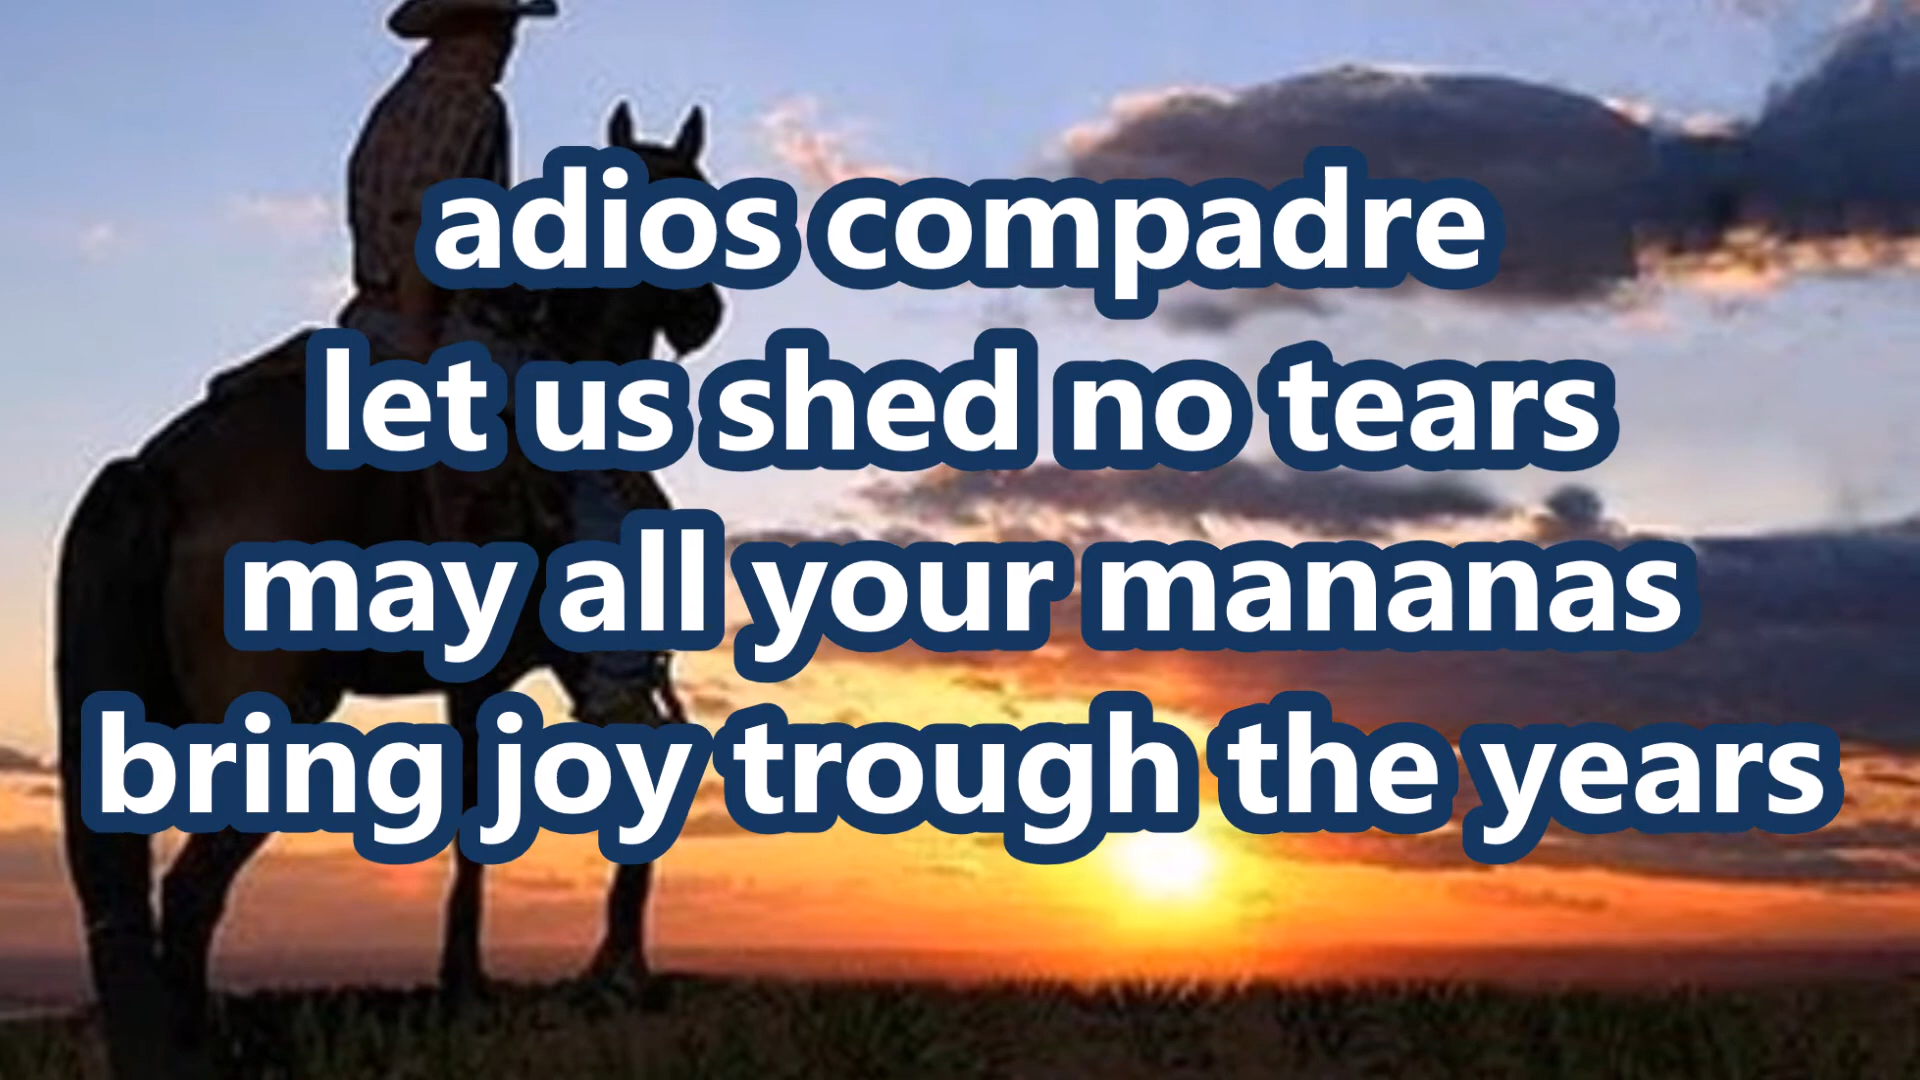 adios compadre
let us shed no tears
may all your mananas
bring joy trough the years